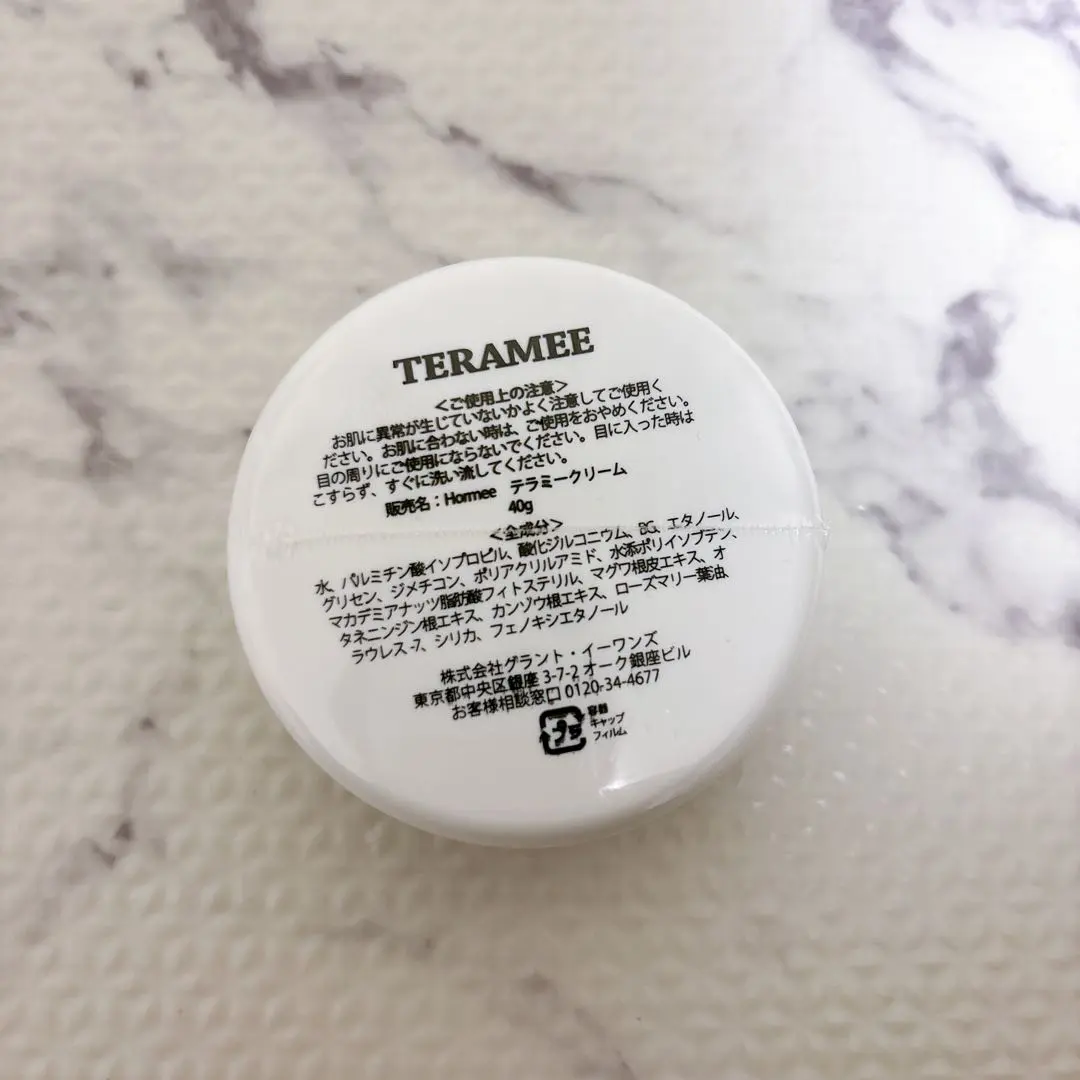 TERAMEE
<ご使用上の注意>
お肌に異常が生じていないかよく注意してご使用く
ださい。お肌に合わない時は、ご使用をおやめください。
目の周りにご使用にならないでください。目に入った時は
こすらず、すぐに洗い流してください。
販売名:Hormee テラミークリーム
40g
<全成分>
水、パルミチン酸イソプロピル、酸化ジルコニウム、BG、エタノール、
グリセン、ジメチコン、ポリアクリルアミド、水添ポリイソブテン、
マカデミアナッツ脂肪酸フィトステリル、マグワ根皮エキス、オ
タネニンジン根エキス、カンゾウ根エキス、ローズマリー葉油、
ラウレス-7、シリカ、フェノキシエタノール
株式会社グラント・イーワンズ
東京都中央区銀座 3-7-2 オーク銀座ビル
お客様相談窓口 0120-34-4677
プラ
容器
キャップ
フィルム